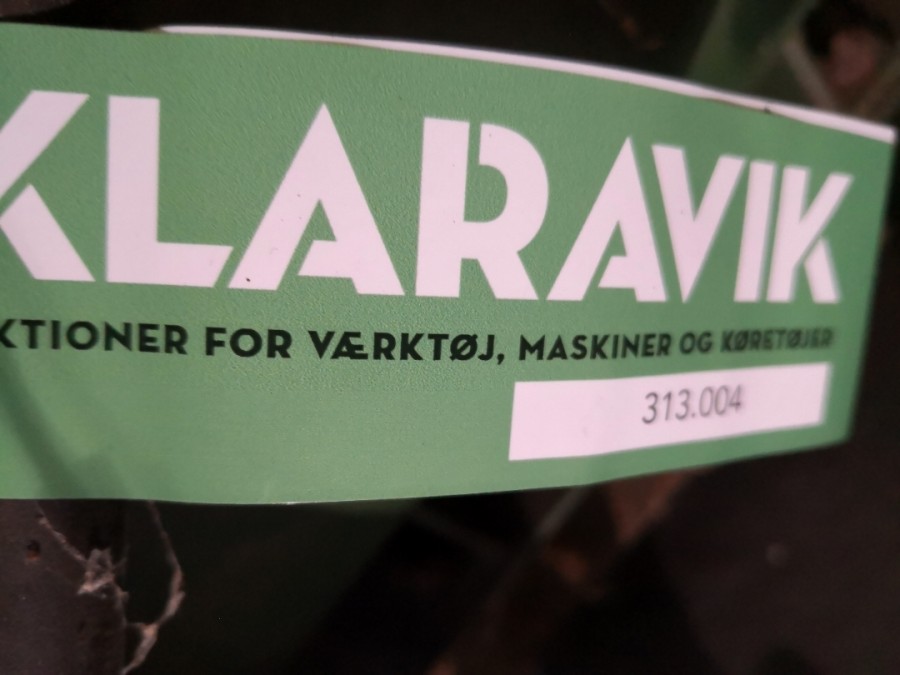 KLARAVIK
KTIONER FOR VÆRKTØJ, MASKINER OG KØRETØJER
313.004